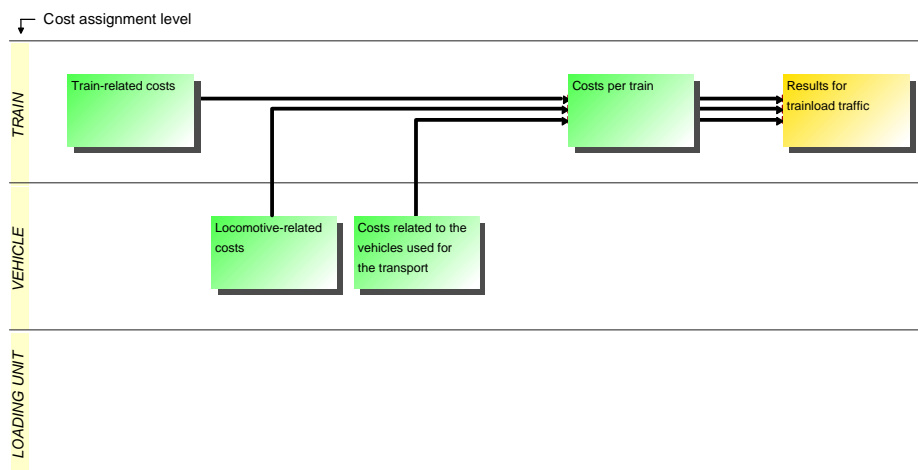 Cost assignment level
TRAIN
Train-related costs
Costs per train
Results for
trainload traffic
VEHICLE
Locomotive-related
costs
Costs related to the
vehicles used for
the transport
LOADING UNIT